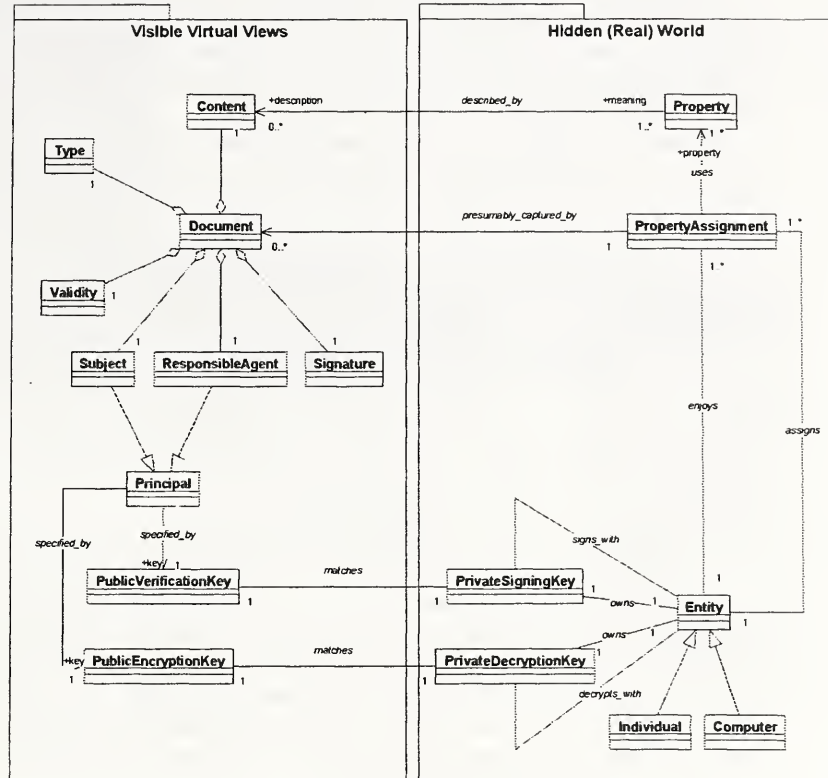 Visible Virtual Views
Hidden (Real) World
Content
+description
described_by
+meaning
Property
1
0..*
1..*
1..*
Type
1
+property
uses
Document
presumably_captured_by
PropertyAssignment
1..*
0..*
1
1..*
Validity
1
1
1
1
Subject
ResponsibleAgent
Signature
enjoys
assigns
Principal
specified_by
specified_by
signs_with
+key
1
PublicVerificationKey
matches
PrivateSigningKey
1
1
1
owns
1
1
Entity
1
owns
1
1
+key
PublicEncryptionKey
matches
PrivateDecryptionKey
1
1
1
decrypts_with
Individual
Computer